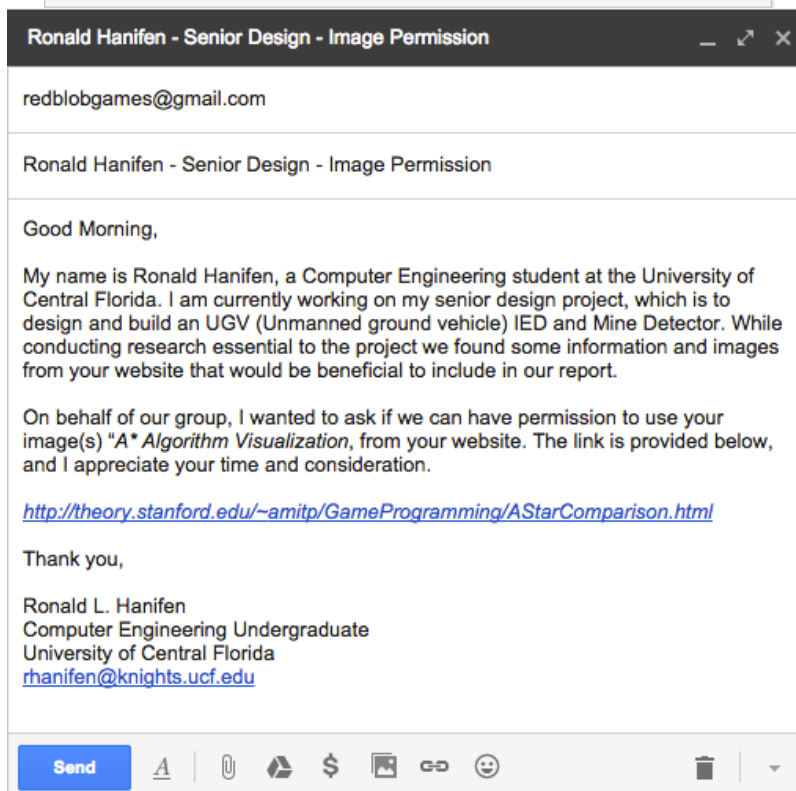 Ronald Hanifen - Senior Design - Image Permission
redblobgames@gmail.com
Ronald Hanifen - Senior Design - Image Permission
Good Morning,
My name is Ronald Hanifen, a Computer Engineering student at the University of
Central Florida. I am currently working on my senior design project, which is to
design and build an UGV (Unmanned ground vehicle) IED and Mine Detector. While
conducting research essential to the project we found some information and images
from your website that would be beneficial to include in our report.
On behalf of our group, I wanted to ask if we can have permission to use your
image(s) "A* Algorithm Visualization, from your website. The link is provided below,
and I appreciate your time and consideration.
http://theory.stanford.edu/~amitp/GameProgramming/AStarComparison.html
Thank you,
Ronald L. Hanifen
Computer Engineering Undergraduate
University of Central Florida
rhanifen@knights.ucf.edu
Send A $